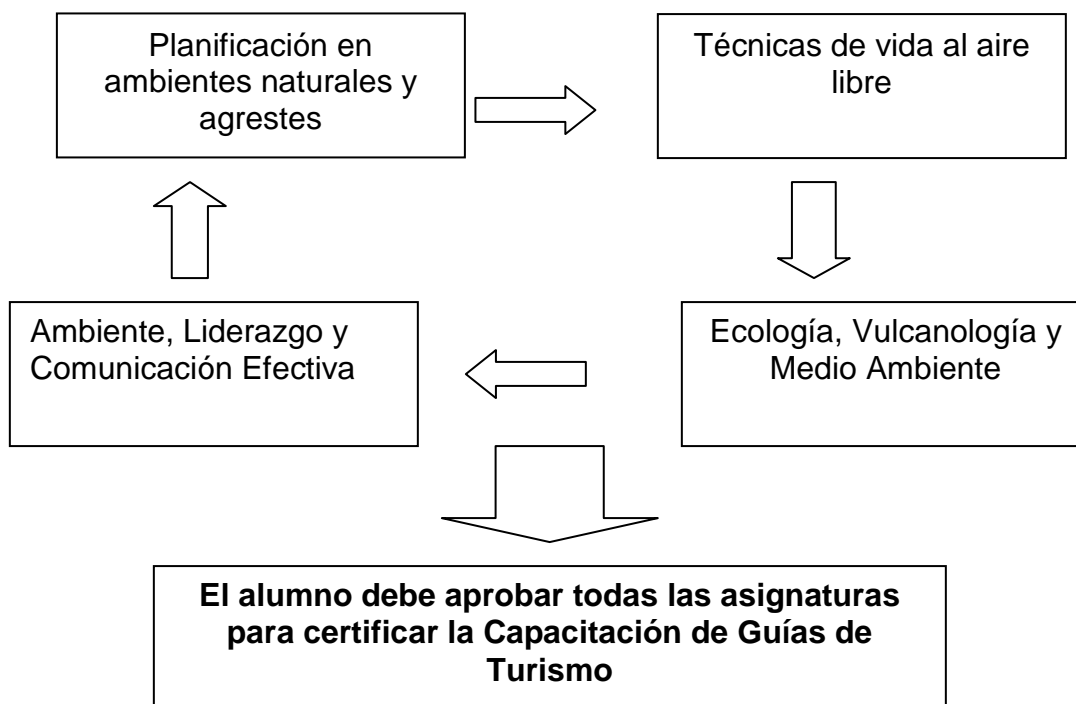 Planificación en
ambientes naturales y
agrestes
Técnicas de vida al aire
libre
Ambiente, Liderazgo y
Comunicación Efectiva
Ecología, Vulcanología y
Medio Ambiente
El alumno debe aprobar todas las asignaturas
para certificar la Capacitación de Guías de
Turismo